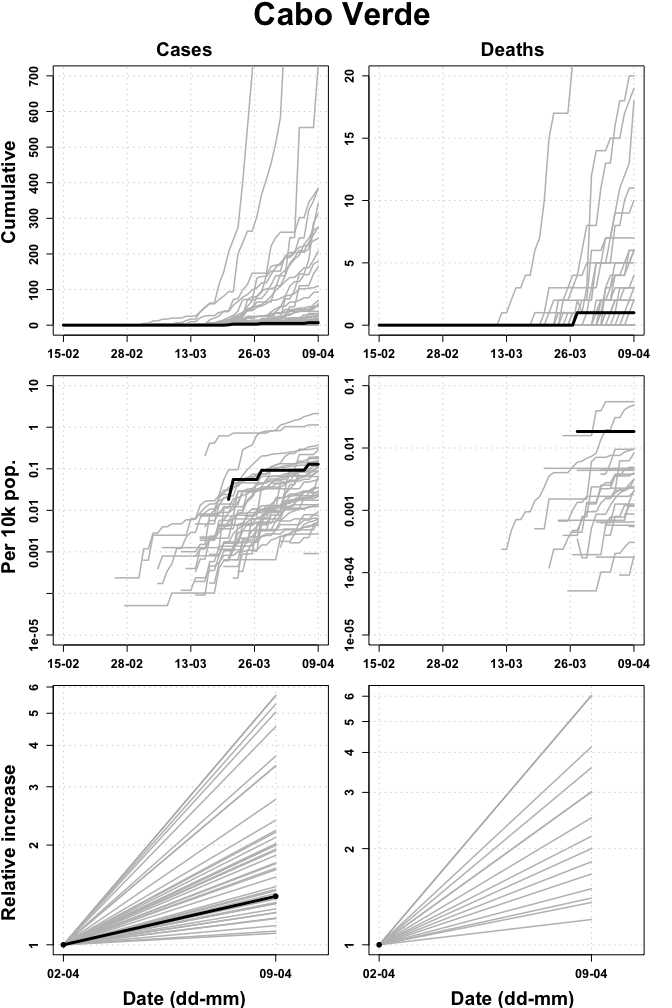 Cabo Verde
Cases
Deaths
Cumulative
700
600
500
400
300
200
100
0
15-02 28-02 13-03 26-03 09-04
20
15
10
5
0
15-02 28-02 13-03 26-03 09-04
Per 10k pop.
10
1
0.1
0.01
0.001
1e-05
15-02 28-02 13-03 26-03 09-04
0.1
0.01
0.001
1e-04
1e-05
15-02 28-02 13-03 26-03 09-04
Relative increase
6
5
4
3
2
1
02-04 09-04
Date (dd-mm)
6
5
4
3
2
1
02-04 09-04
Date (dd-mm)